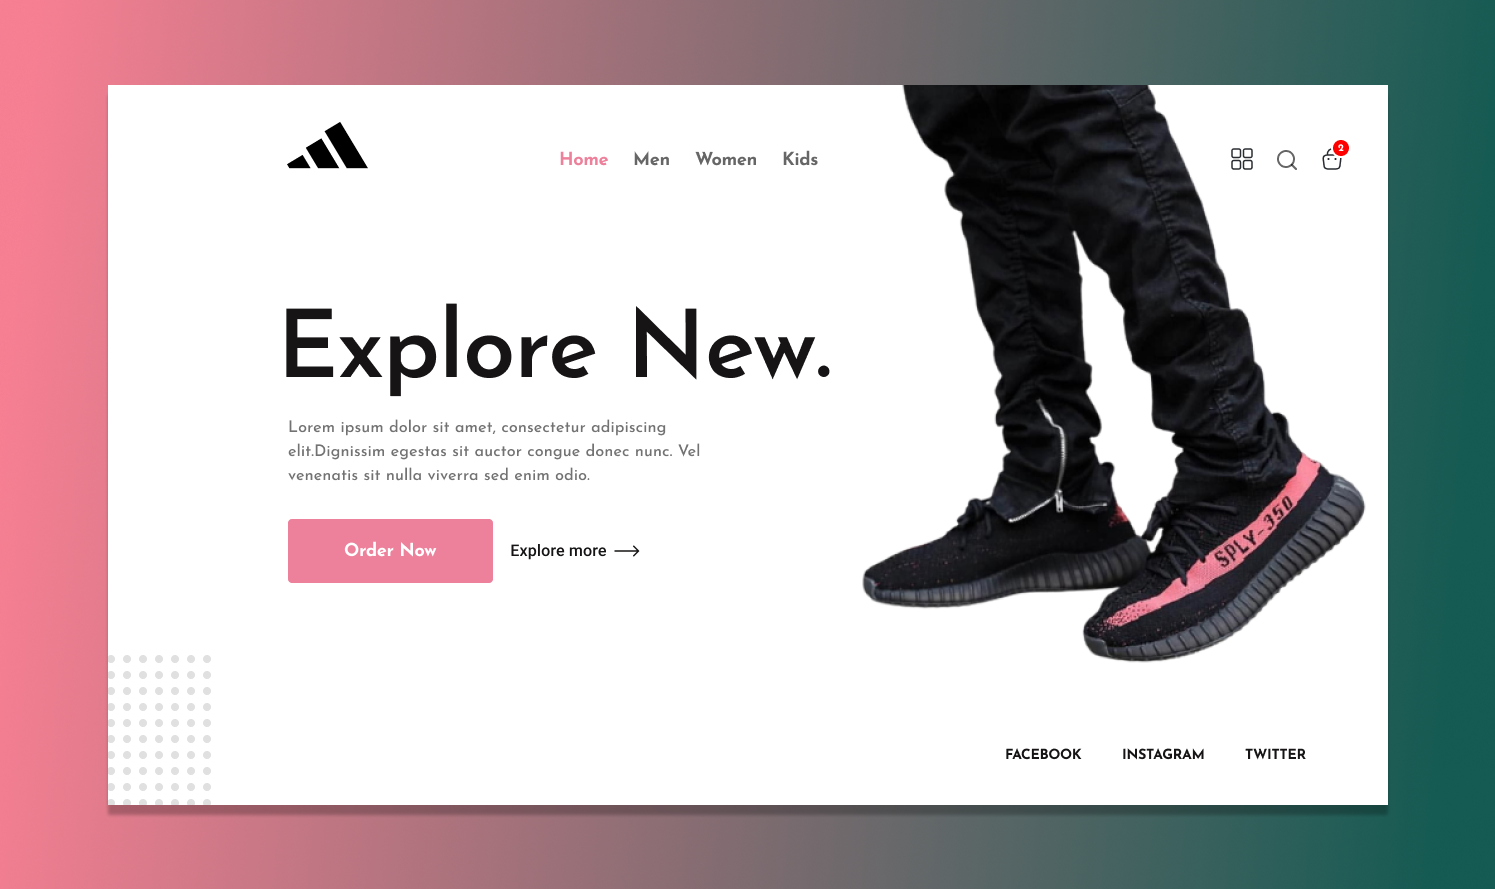 Home Men Women Kids
2
Explore New.
Lorem ipsum dolor sit amet, consectetur adipiscing
elit.Dignissim egestas sit auctor congue donec nunc. Vel
venenatis sit nulla viverra sed enim odio.
Order Now
Explore more
SPLY-350
FACEBOOK INSTAGRAM TWITTER